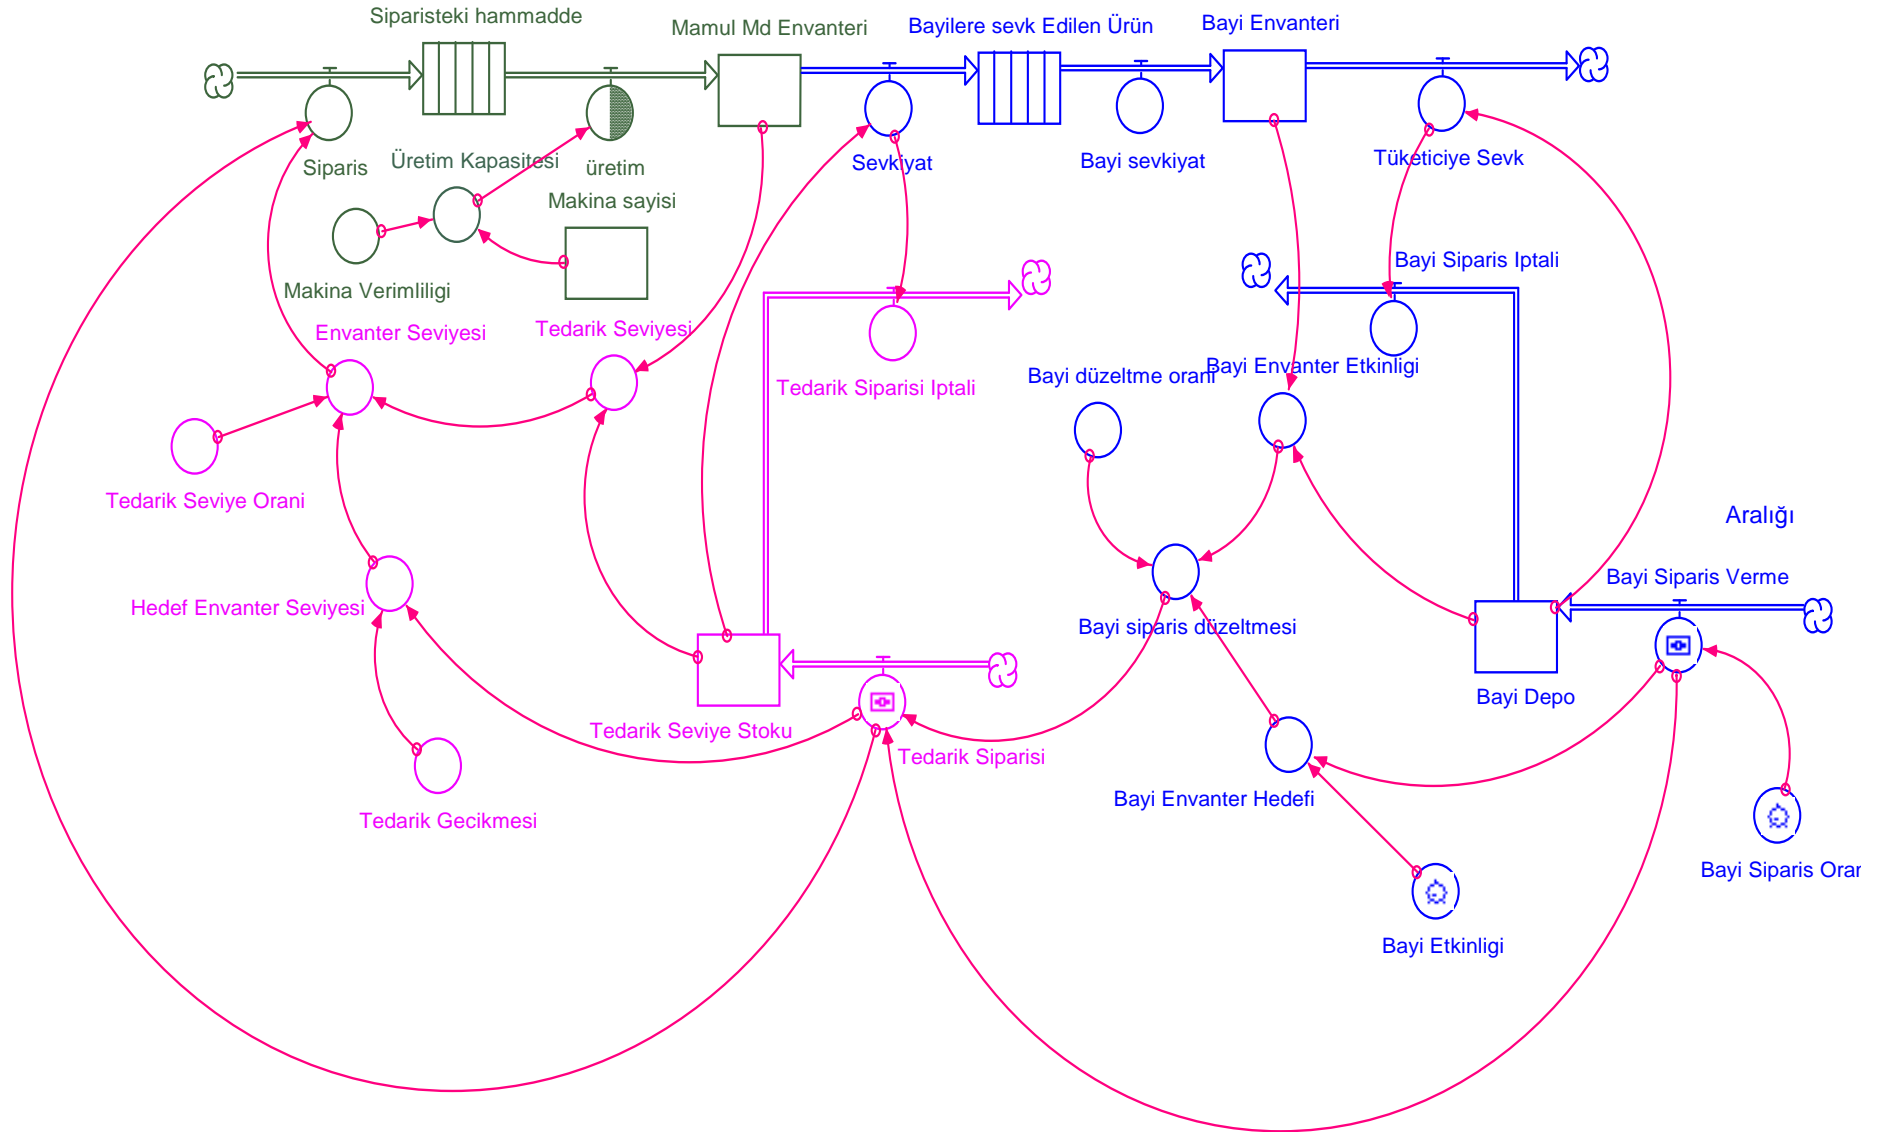 Siparisteki hammadde
Mamul Md Envanteri
Bayilere sevk Edilen Ürün
Bayi Envanteri
Siparis
Üretim Kapasitesi
üretim
Sevkiyat
Bayi sevkiyat
Tüketiciye Sevk
Makina sayisi
Makina Verimliligi
Bayi Siparis Iptali
Envanter Seviyesi
Tedarik Seviyesi
Tedarik Siparisi Iptali
Bayi düzeltme orani
Bayi Envanter Etkinligi
Tedarik Seviye Orani
Aralığı
Bayi Siparis Verme
Hedef Envanter Seviyesi
Bayi siparis düzeltmesi
Bayi Depo
Tedarik Seviye Stoku
Tedarik Siparisi
Bayi Envanter Hedefi
Tedarik Gecikmesi
Bayi Siparis Orar
Bayi Etkinligi